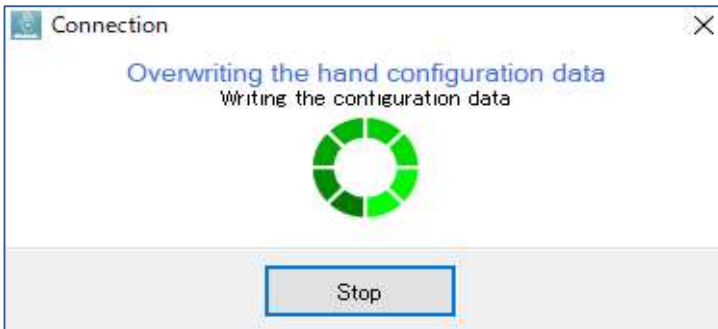 Connection
Overwriting the hand configuration data
Writing the configuration data
Stop